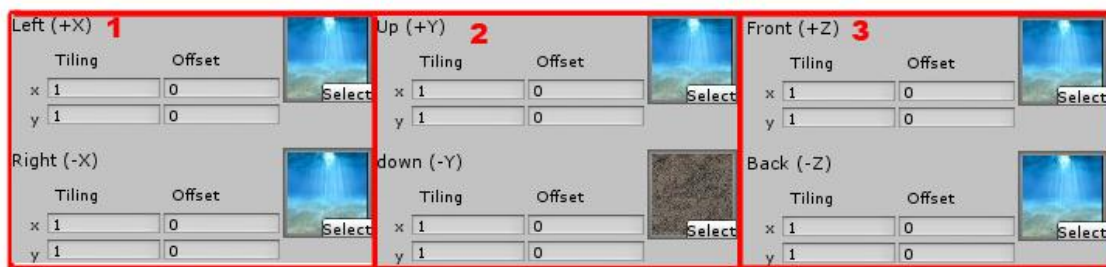 Left (+X) 1
Tiling Offset
x 1 0
Select
y 1 0
Right (-X)
Tiling Offset
x 1 0
Select
y 1 0
Up (+Y) 2
Tiling Offset
x 1 0
Select
y 1 0
down (-Y)
Tiling Offset
x 1 0
Select
y 1 0
Front (+Z) 3
Tiling Offset
x 1 0
Select
y 1 0
Back (-Z)
Tiling Offset
x 1 0
Select
y 1 0